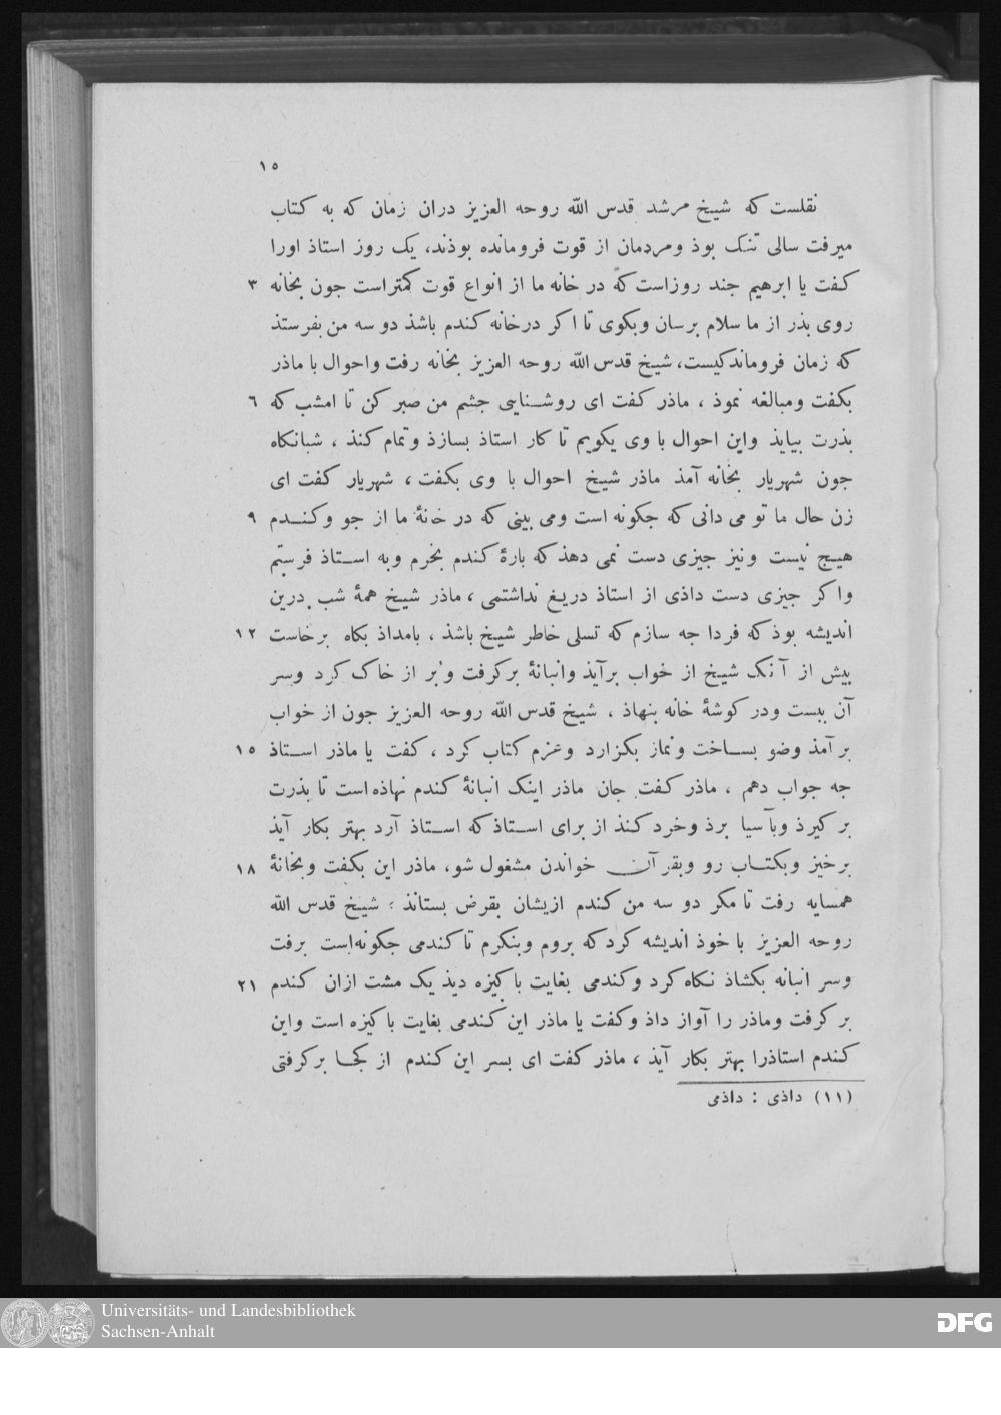 ١٥
نقلست که شیخ مرشد قدس الله روحه العزیز دران زمان که به کتاب
میرفت سالی تنک بوذ ومردمان از قوت فرومانده بوذند، یک روز استاذ اورا
کفت یا ابرهیم جند روزاست که در خانه ما از انواع قوت کمتراست جون بخانه ٣
روی بذر از ما سلام برسان وبکوی تا اکر درخانه کندم باشذ دو سه من بفرستذ
که زمان فروماندکیست، شیخ قدس الله روحه العزیز بخانه رفت واحوال با ماذر
بکفت ومبالغه نموذ ، ماذر کفت ای روشنایی جشم من صبر کن تا امشب که ٦
بذرت بیایذ واین احوال با وی بکویم تا کار استاذ بسازذ وتمام کنذ ، شبانکاه
جون شهریار بخانه آمذ ماذر شیخ احوال با وی بکفت ، شهریار کفت ای
زن حال ما تو می دانی که جکونه است ومی بینی که در خانهٔ ما از جو وکندم ٩
هیج نیست ونیز جیزی دست نمی دهذ که بارهٔ کندم بخرم وبه استاذ فرستم
واکر جیزی دست داذی از استاذ دریغ نداشتمی ، ماذر شیخ همهٔ شب درین
اندیشه بوذ که فردا جه سازم که تسلی خاطر شیخ باشذ ، بامداذ بکاه برخاست ١٢
بیش از آنک شیخ از خواب برآیذ وانبانهٔ برکرفت وبر از خاک کرد وسر
آن ببست ودر کوشهٔ خانه بنهاذ ، شیخ قدس الله روحه العزیز جون از خواب
بر آمذ وضو بساخت ونماز بکزارد وعزم کتاب کرد ، کفت یا ماذر استاذ ١٥
جه جواب دهم ، ماذر کفت جان ماذر اینک انبانهٔ کندم نهاذه است تا بذرت
بر کیرذ وبآسیا برذ وخرد کنذ از برای استاذ که استاذ آرد بهتر بکار آیذ
برخیز وبکتاب رو وبقرآن خواندن مشغول شو، ماذر این بکفت وبخانهٔ ١٨
همسایه رفت تا مکر دو سه من کندم ازیشان بقرض بستانذ ، شیخ قدس الله
روحه العزیز با خوذ اندیشه کرد که بروم وبنکرم تا کندمی جکونه‌است برفت
وسر انبانه بکشاذ نکاه کرد وکندمی بغایت باکیزه دیذ یک مشت ازان کندم ٢١
بر کرفت وماذر را آواز داذ وکفت یا ماذر این کندمی بغایت باکیزه است واین
کندم استاذرا بهتر بکار آیذ ، ماذر کفت ای بسر این کندم از کجا برکرفتی
(١١) داذی : داذمی
Universitäts- und Landesbibliothek
Sachsen-Anhalt
DFG